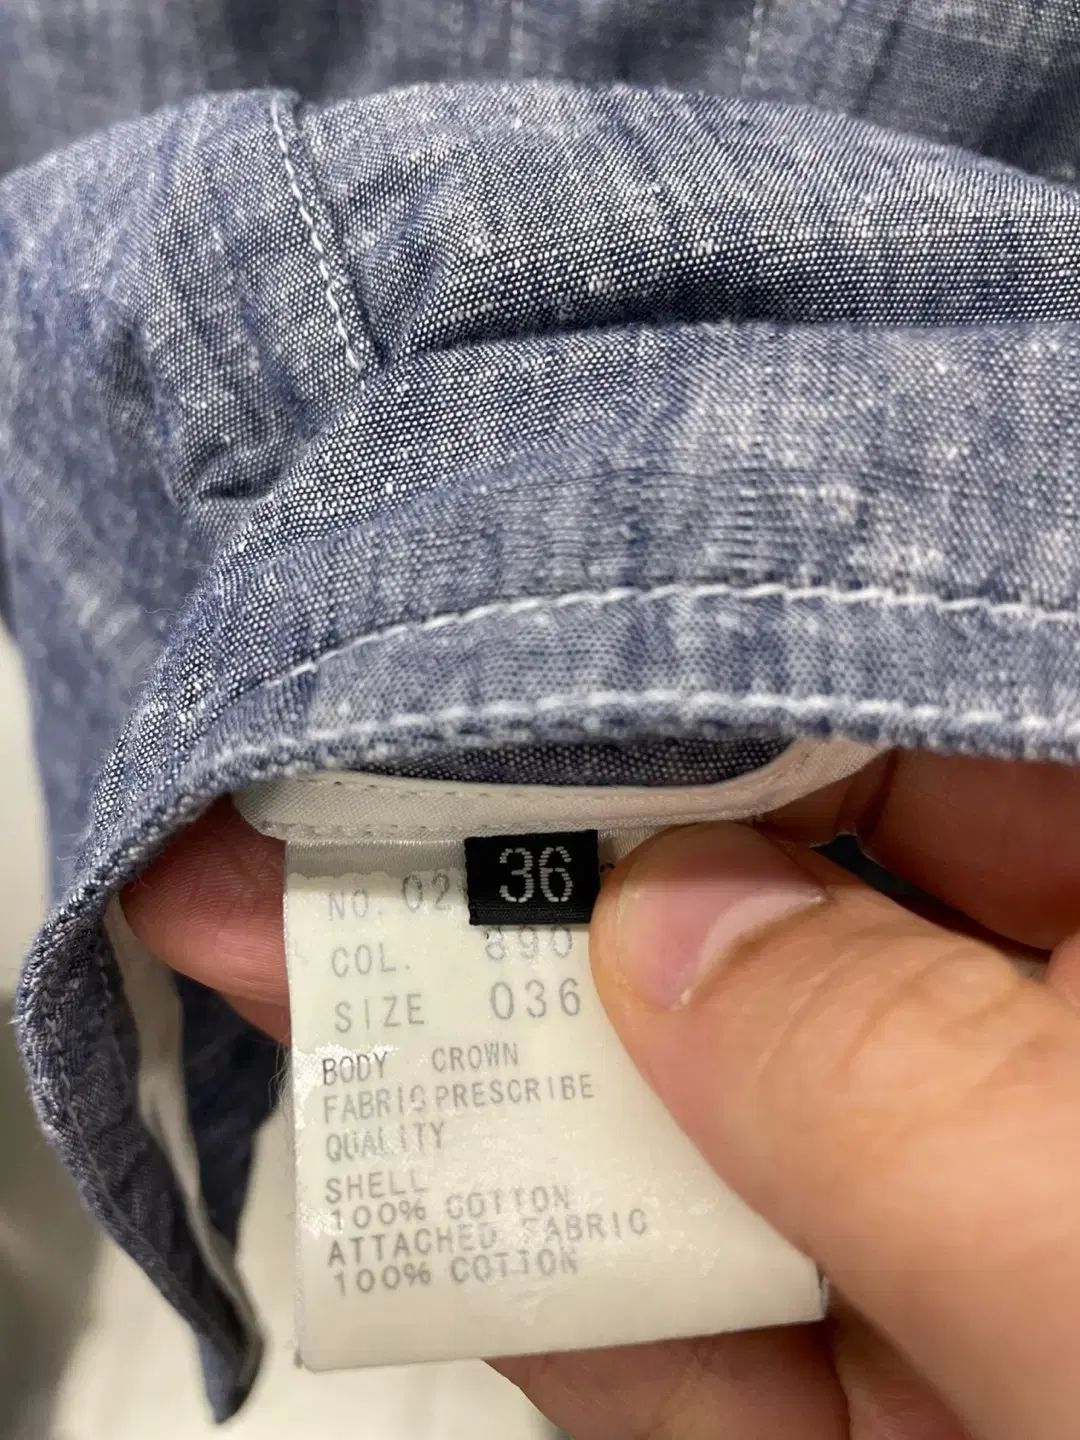 36
NO. 02
COL. 890
SIZE 036
BODY CROWN
FABRIC PRESCRIBE
QUALITY
SHELL
100% COTTON
ATTACHED FABRIC
100% COTTON